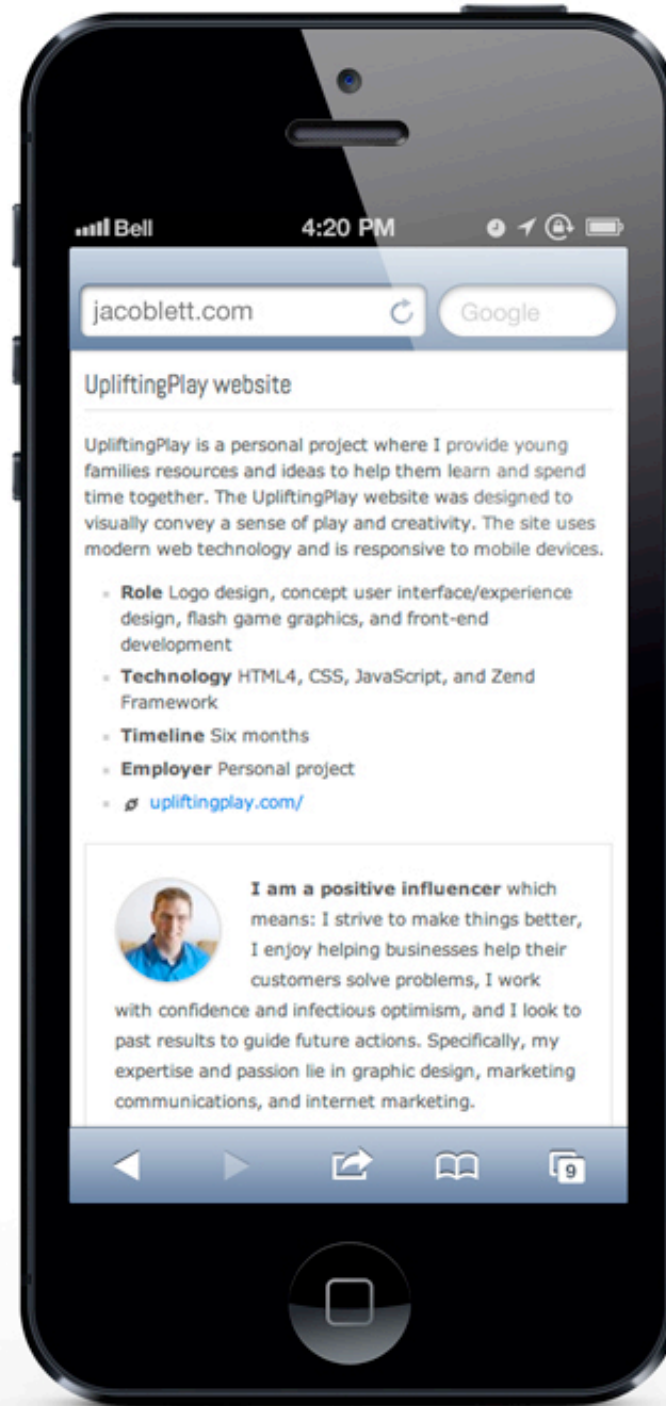 Bell 4:20 PM
jacoblett.com Google
UpliftingPlay website
UpliftingPlay is a personal project where I provide young
families resources and ideas to help them learn and spend
time together. The UpliftingPlay website was designed to
visually convey a sense of play and creativity. The site uses
modern web technology and is responsive to mobile devices.
Role Logo design, concept user interface/experience
design, flash game graphics, and front-end
development
Technology HTML4, CSS, JavaScript, and Zend
Framework
Timeline Six months
Employer Personal project
upliftingplay.com/
I am a positive influencer which
means: I strive to make things better,
I enjoy helping businesses help their
customers solve problems, I work
with confidence and infectious optimism, and I look to
past results to guide future actions. Specifically, my
expertise and passion lie in graphic design, marketing
communications, and internet marketing.
9